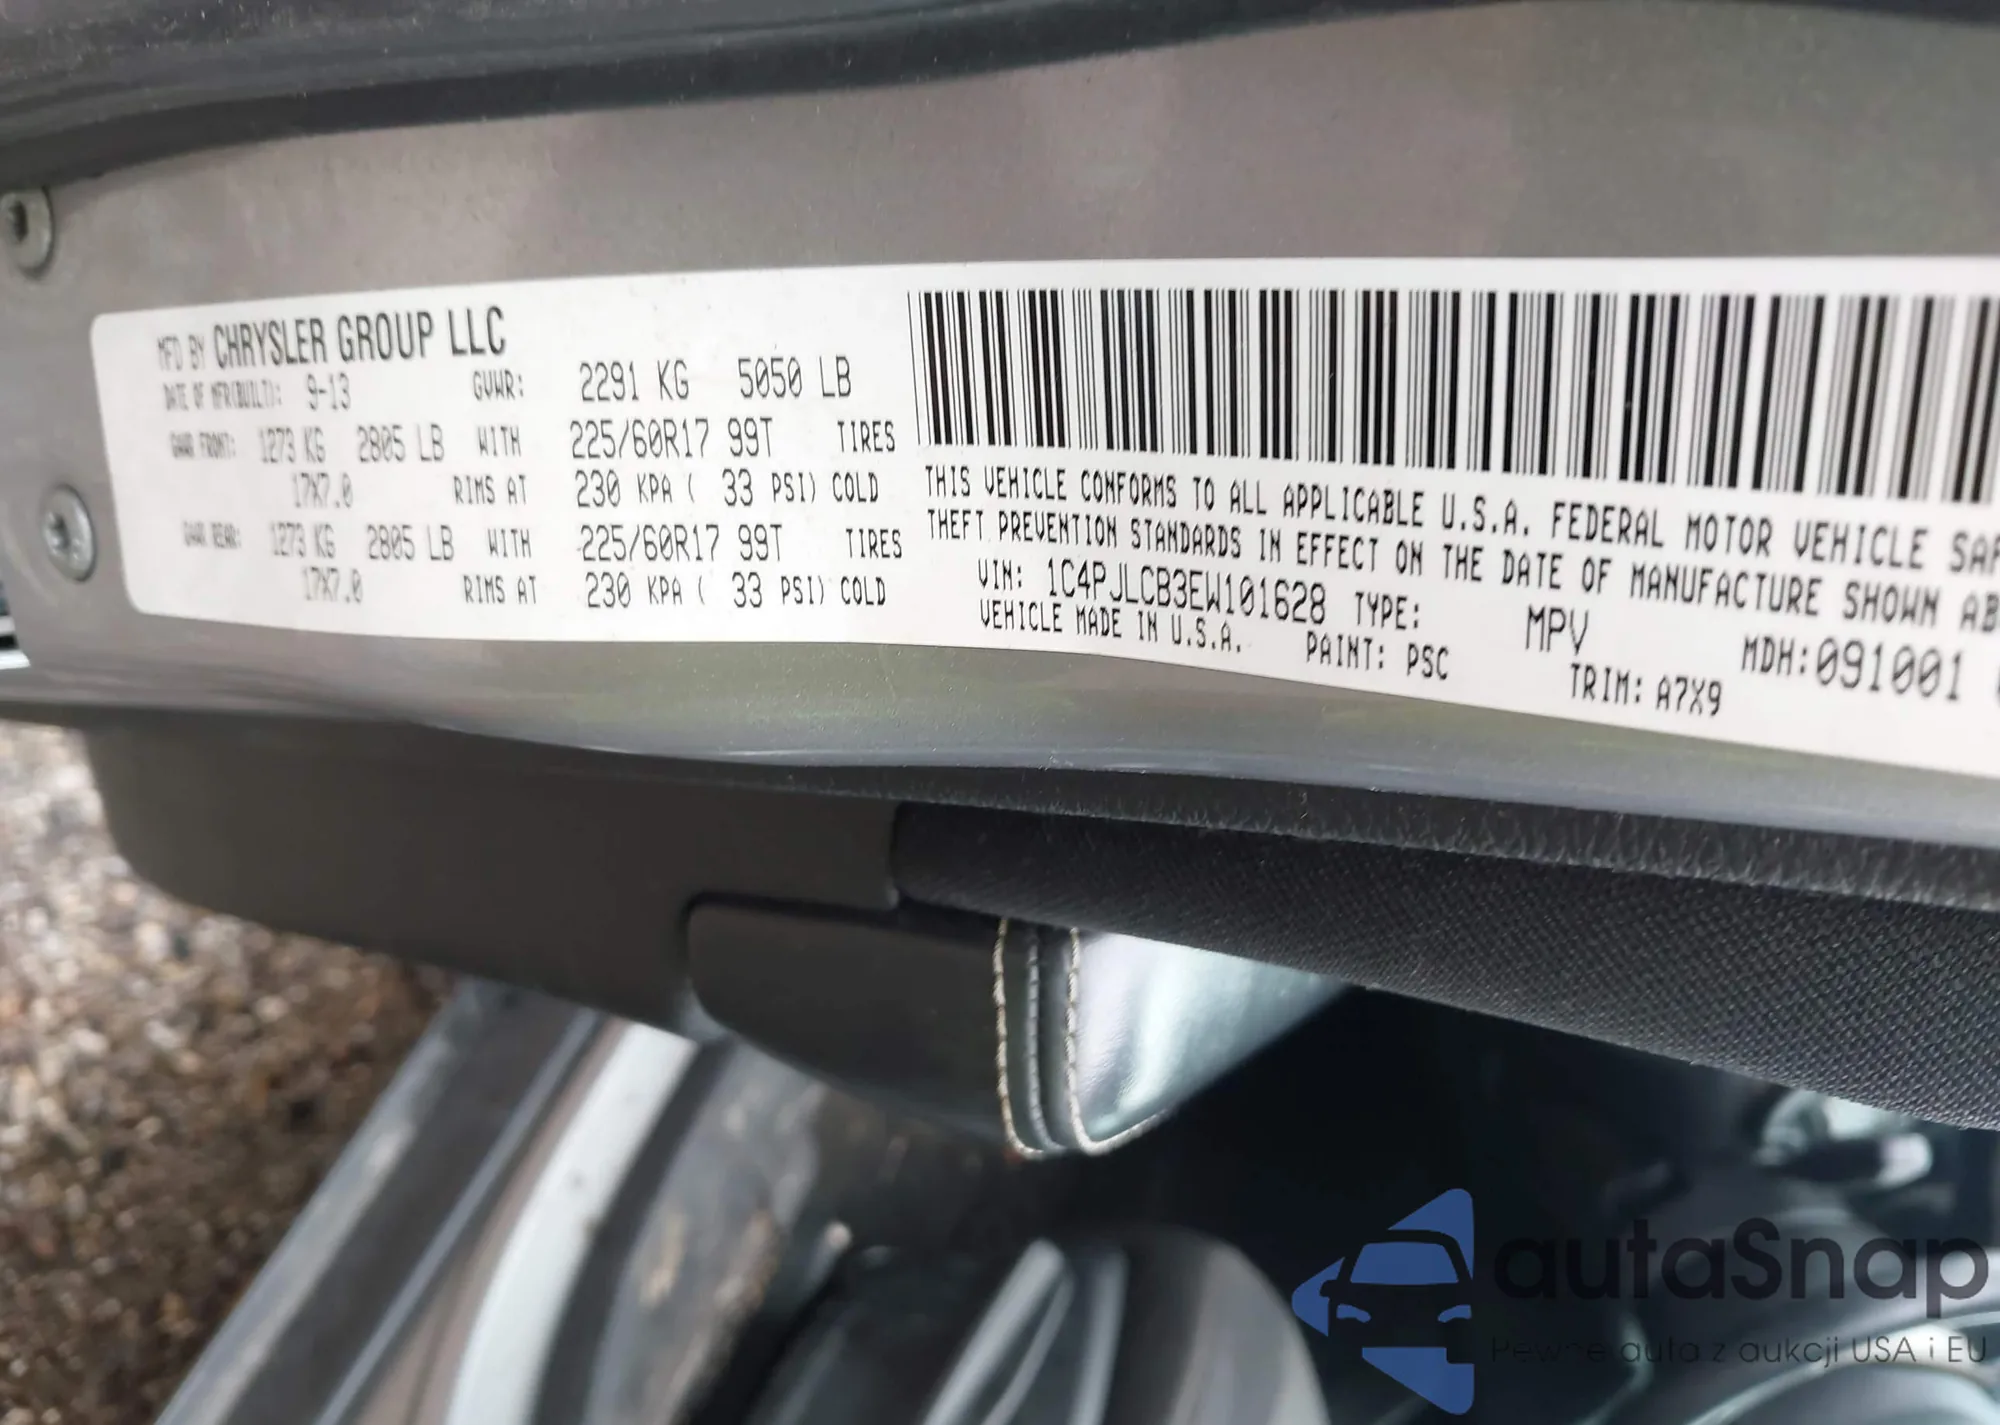 MFD BY CHRYSLER GROUP LLC
DATE OF MFR(BUILT): 9-13 GVWR: 2291 KG 5050 LB
GAWR FRONT: 1273 KG 2805 LB WITH 225/60R17 99T TIRES
17X7.0 RIMS AT 230 KPA ( 33 PSI) COLD
GAWR REAR: 1273 KG 2805 LB WITH 225/60R17 99T TIRES
17X7.0 RIMS AT 230 KPA ( 33 PSI) COLD
THIS VEHICLE CONFORMS TO ALL APPLICABLE U.S.A. FEDERAL MOTOR VEHICLE SAF
THEFT PREVENTION STANDARDS IN EFFECT ON THE DATE OF MANUFACTURE SHOWN AB
VIN: 1C4PJLCB3EW101628 TYPE: MPV MDH:091001
VEHICLE MADE IN U.S.A. PAINT: PSC TRIM: A7X9
autaSnap
Pewne auta z aukcji USA i EU